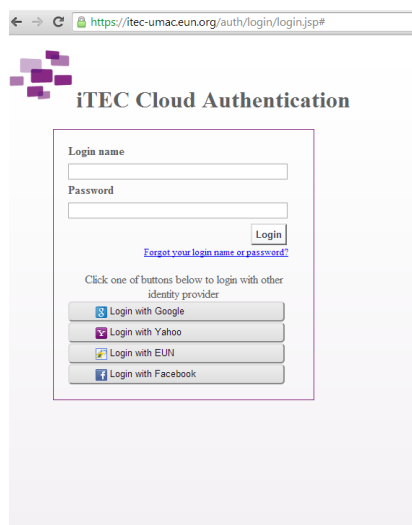 https://itec-umac.eun.org/auth/login/login.jsp#
iTEC Cloud Authentication
Login name
Password
Login
Forgot your login name or password?
Click one of buttons below to login with other
identity provider
Login with Google
Login with Yahoo
Login with EUN
Login with Facebook